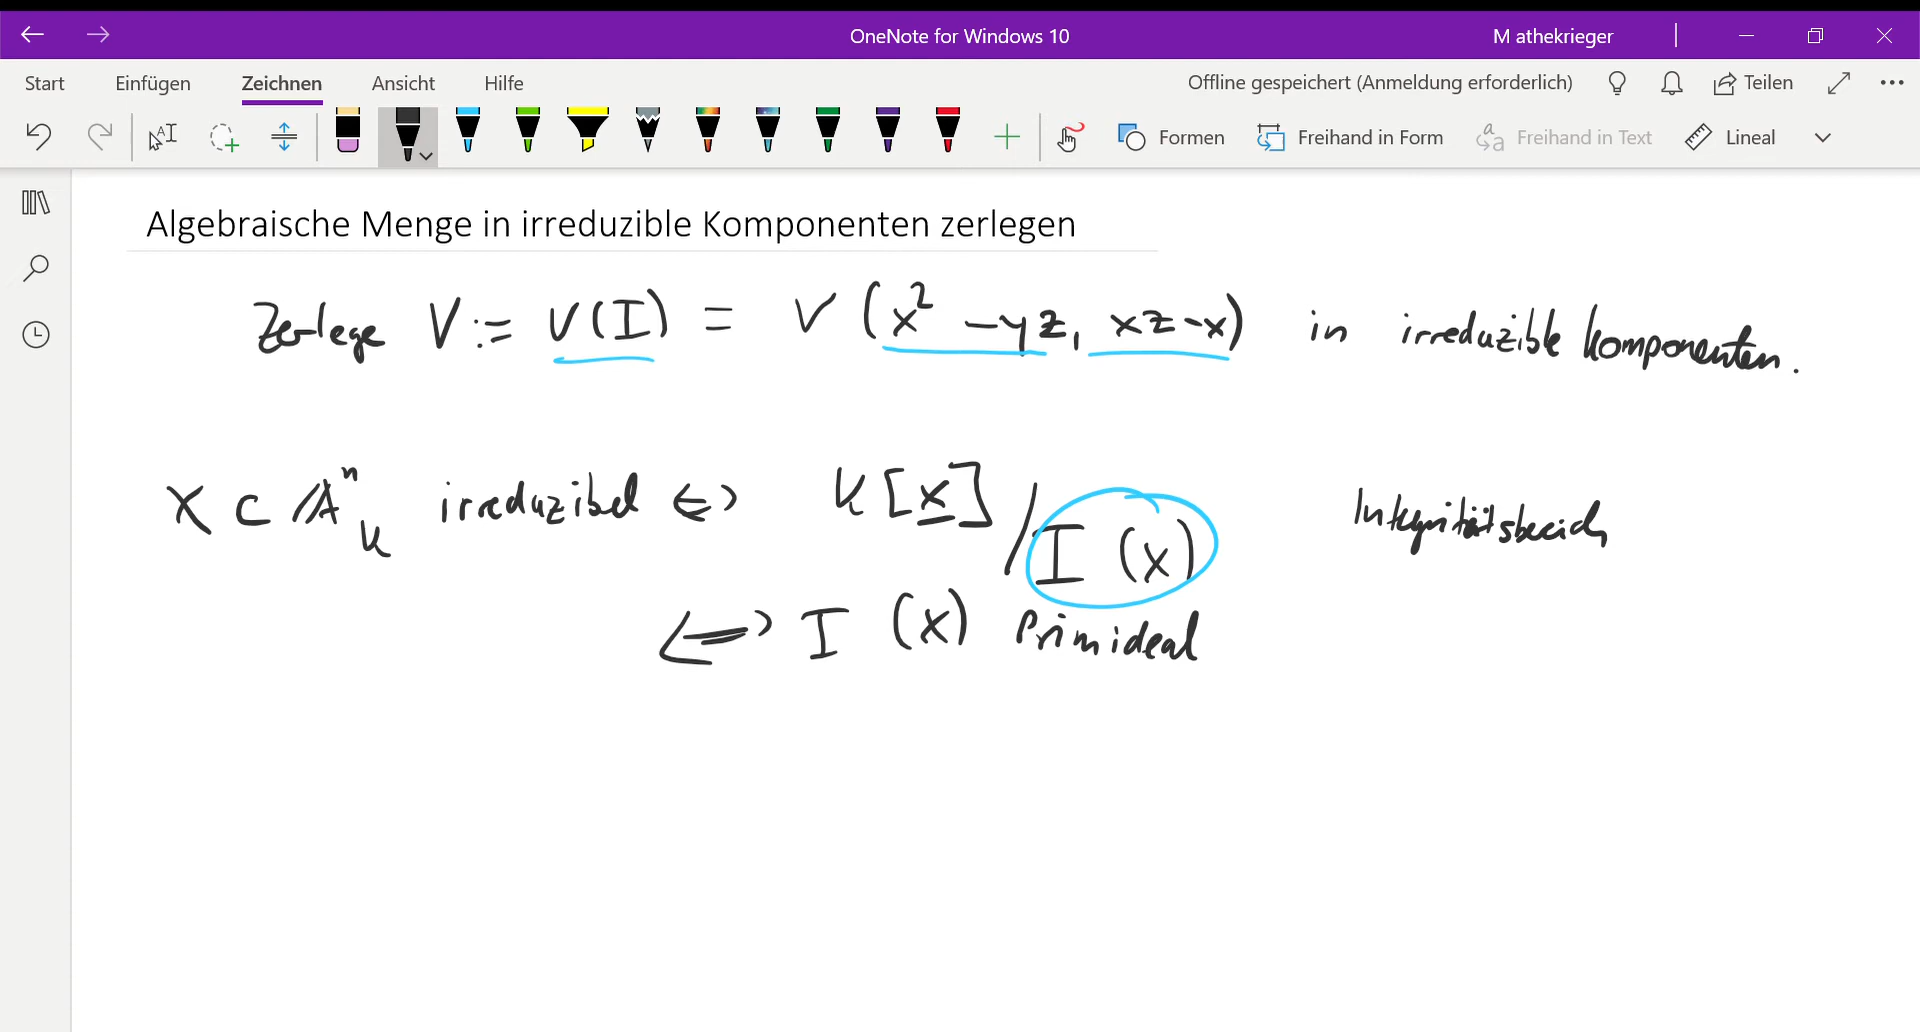 OneNote for Windows 10
M athekrieger
Start Einfügen Zeichnen Ansicht Hilfe
Offline gespeichert (Anmeldung erforderlich) Teilen
Formen Freihand in Form Freihand in Text Lineal
Algebraische Menge in irreduzible Komponenten zerlegen
Zerlege V := V(I) = V(x² - yz, xz - x) in irreduzible Komponenten.
X ⊂ 𝔸ⁿ_K irreduzibel ⇔ K[x]/I(X) Integritätsbereich
⇔ I(X) Primideal